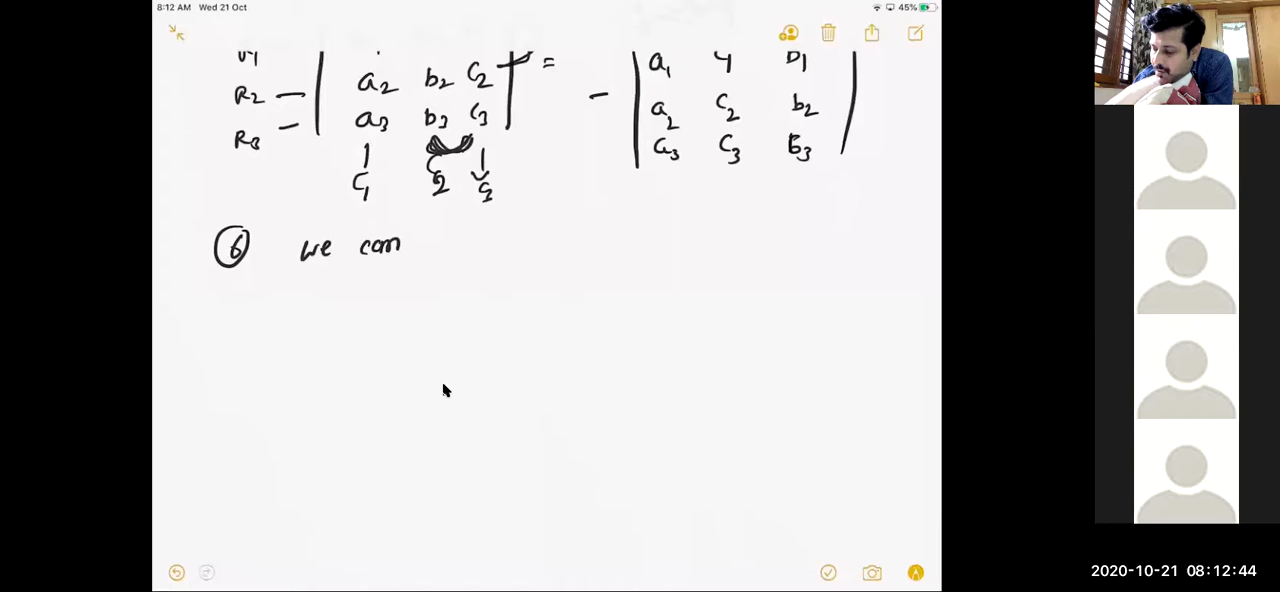 8:12 AM Wed 21 Oct 45%
a1 c1 b1
R2 — a2 b2 c2 = — a2 c2 b2
R3 — a3 b3 c3 a3 c3 b3
C1 C2
6 we can
2020-10-21 08:12:44